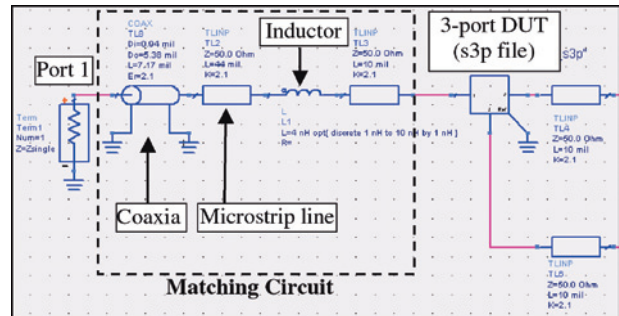 Port 1
Term
Term1
Num=1
Z=Zsingle
COAX
TL8
Di=0.94 mil
Do=5.38 mil
L=7.17 mil
Er=2.1
TLINP
TL2
Z=50.0 Ohm
L=44 mil
K=2.1
Inductor
L
L1
L=4 nH opt{ discrete 1 nH to 10 nH by 1 nH }
R=
TL3
Z=50.0 Ohm
L=10 mil
K=2.1
3-port DUT
(s3p file)
s3p"
Ref
TLINP
TL4
Z=50.0 Ohm
L=10 mil
K=2.1
Coaxia
Microstrip line
Matching Circuit
TLINP
Z=50.0 Ohm
L=10 mil
K=2.1